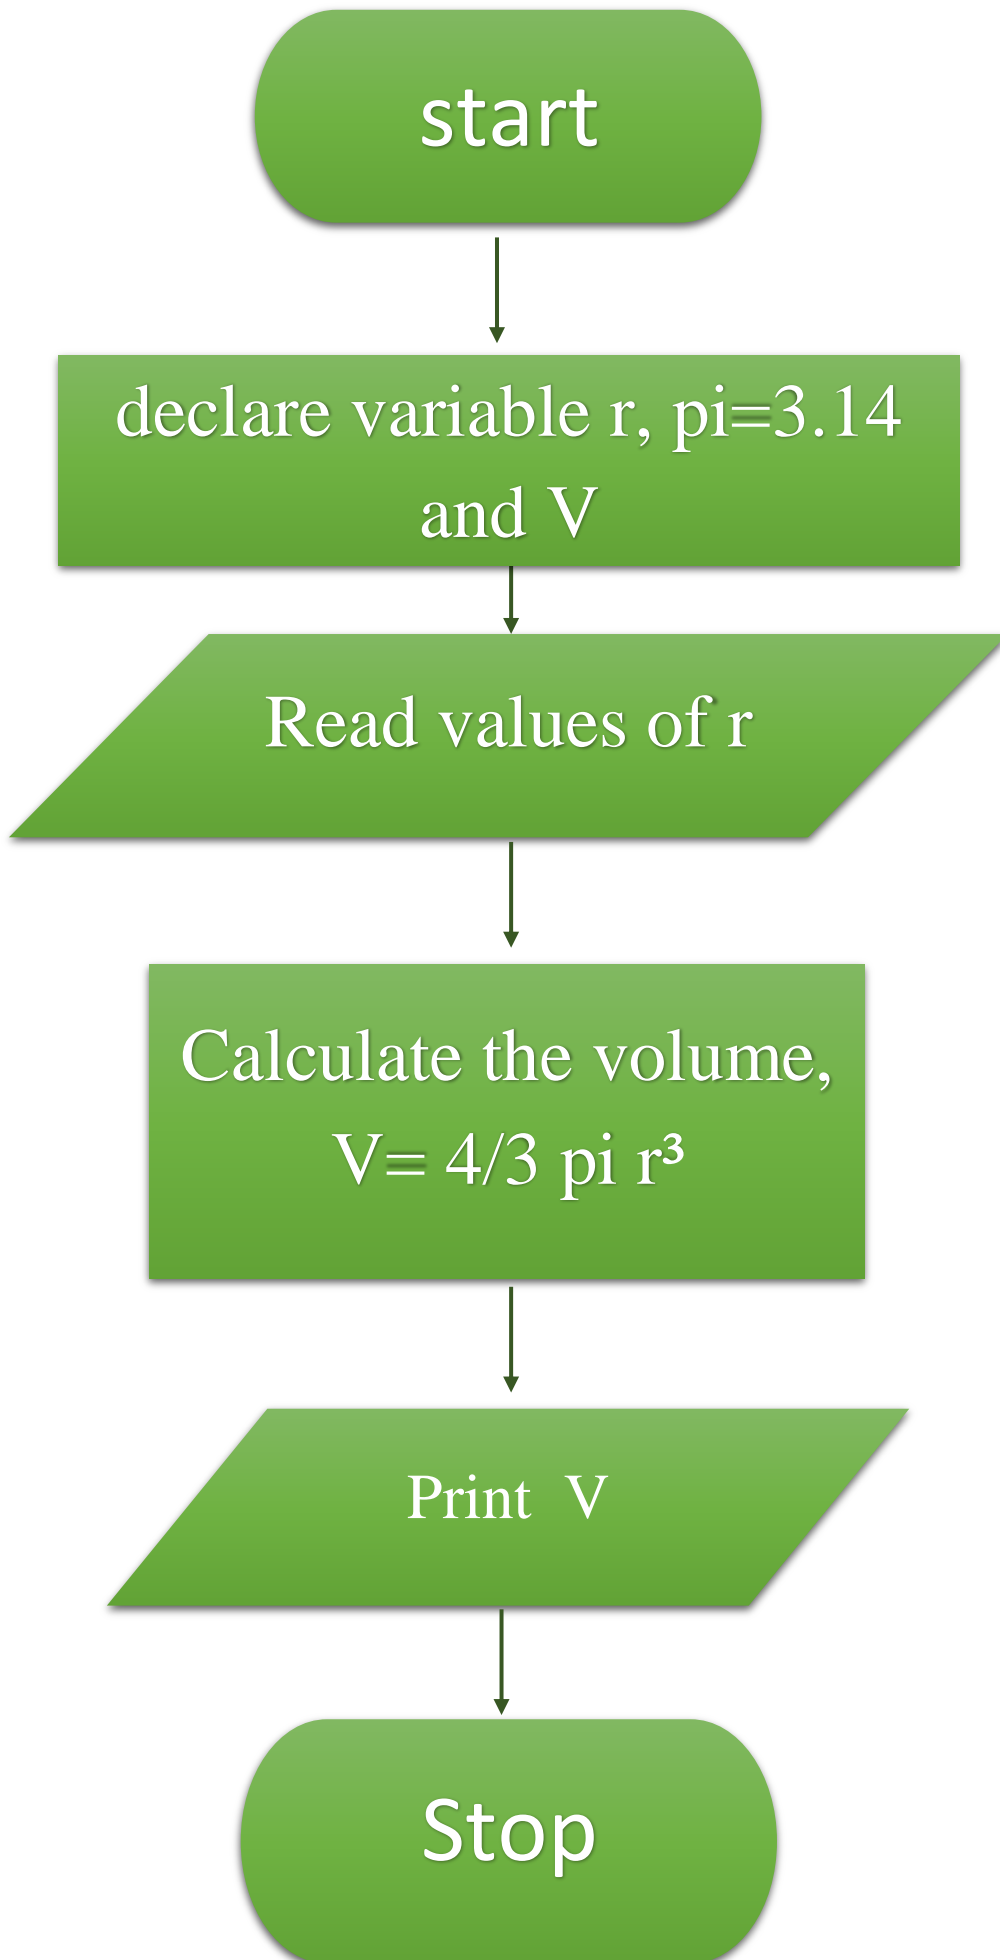 start
declare variable r, pi=3.14
and V
Read values of r
Calculate the volume,
V= 4/3 pi r³
Print  V
Stop